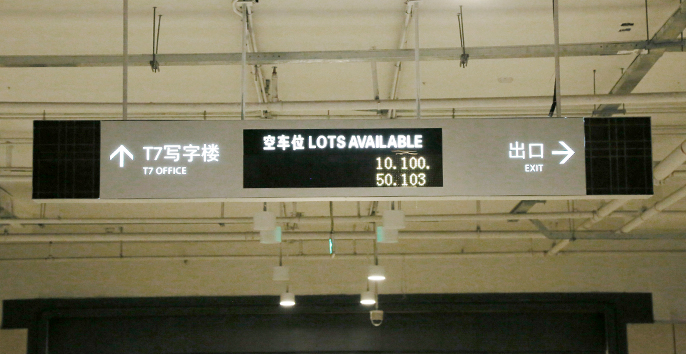 T7写字楼
T7 OFFICE
空车位 LOTS AVAILABLE
10.100.
50.103
出口
EXIT